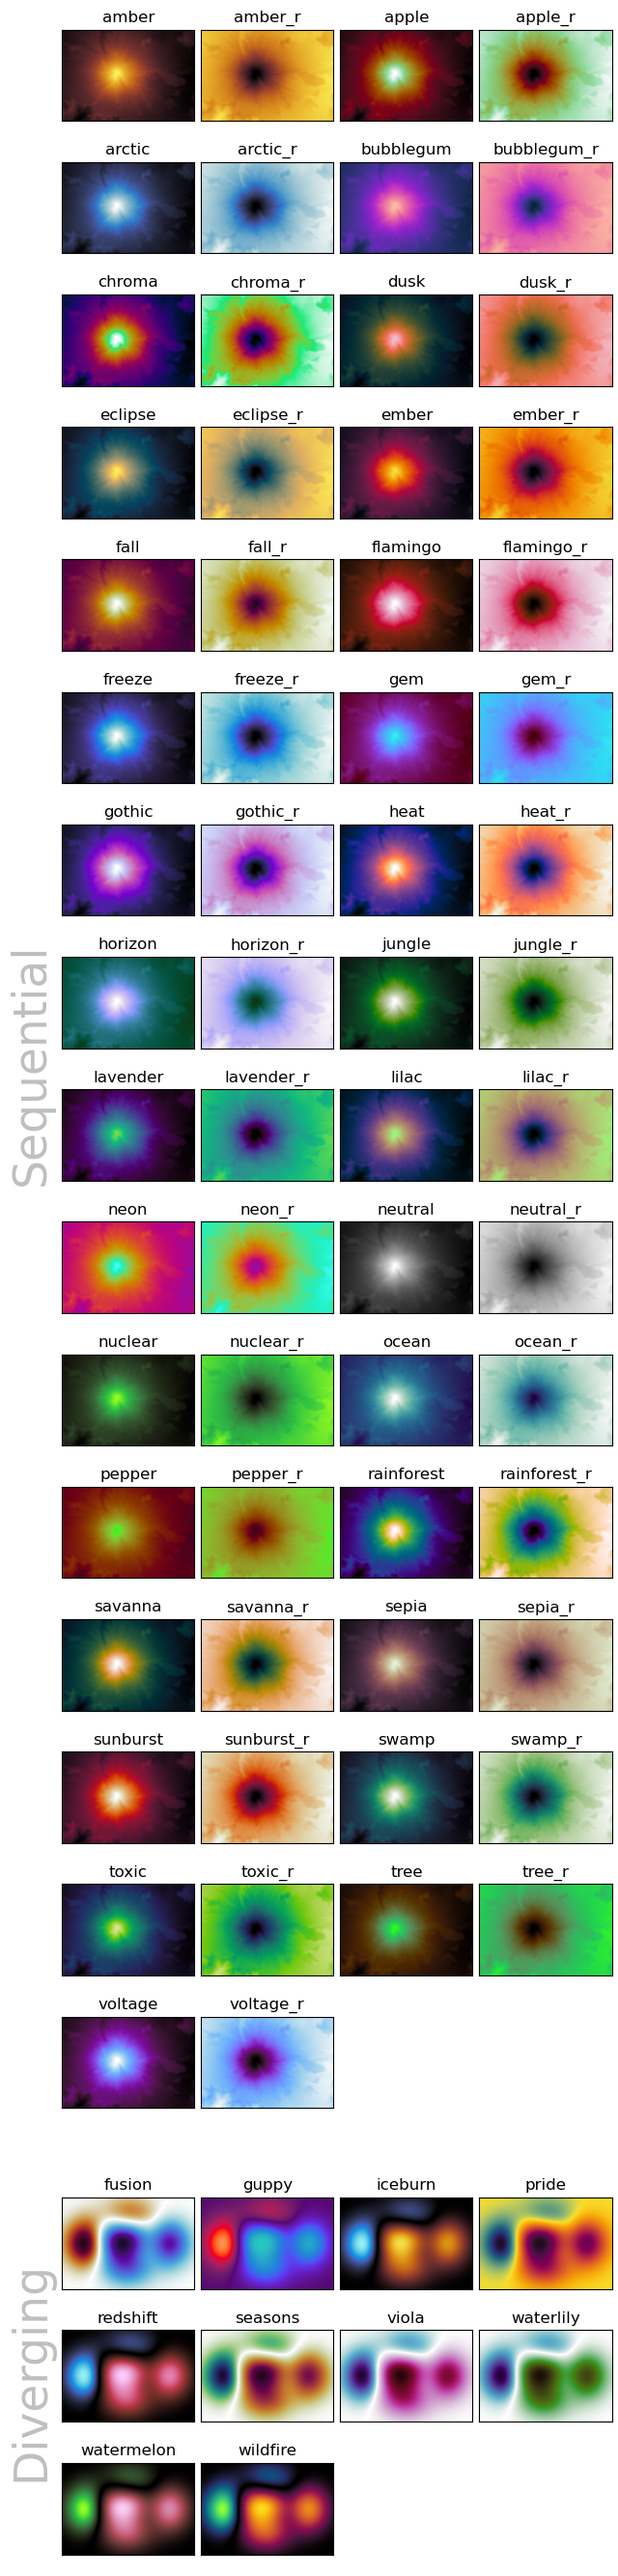 amber amber_r apple apple_r
arctic arctic_r bubblegum bubblegum_r
chroma chroma_r dusk dusk_r
eclipse eclipse_r ember ember_r
fall fall_r flamingo flamingo_r
freeze freeze_r gem gem_r
gothic gothic_r heat heat_r
Sequential
horizon horizon_r jungle jungle_r
lavender lavender_r lilac lilac_r
neon neon_r neutral neutral_r
nuclear nuclear_r ocean ocean_r
pepper pepper_r rainforest rainforest_r
savanna savanna_r sepia sepia_r
sunburst sunburst_r swamp swamp_r
toxic toxic_r tree tree_r
voltage voltage_r
fusion guppy iceburn pride
Diverging
redshift seasons viola waterlily
watermelon wildfire